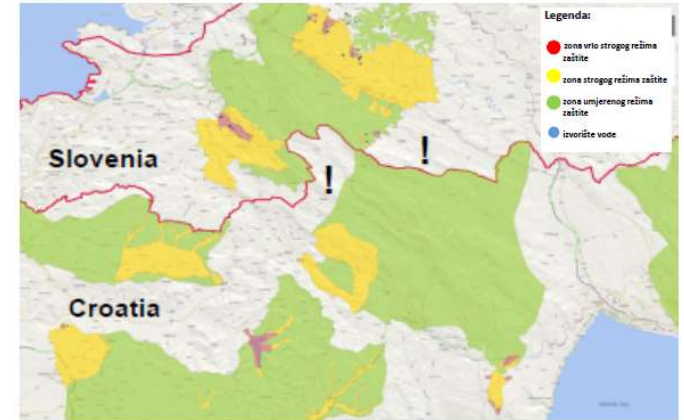 Legenda:
zona vrlo strogog režima
zaštite
zona strogog režima zaštite
zona umjerenog režima
zaštite
izvorište vode
Slovenia
!
!
Croatia